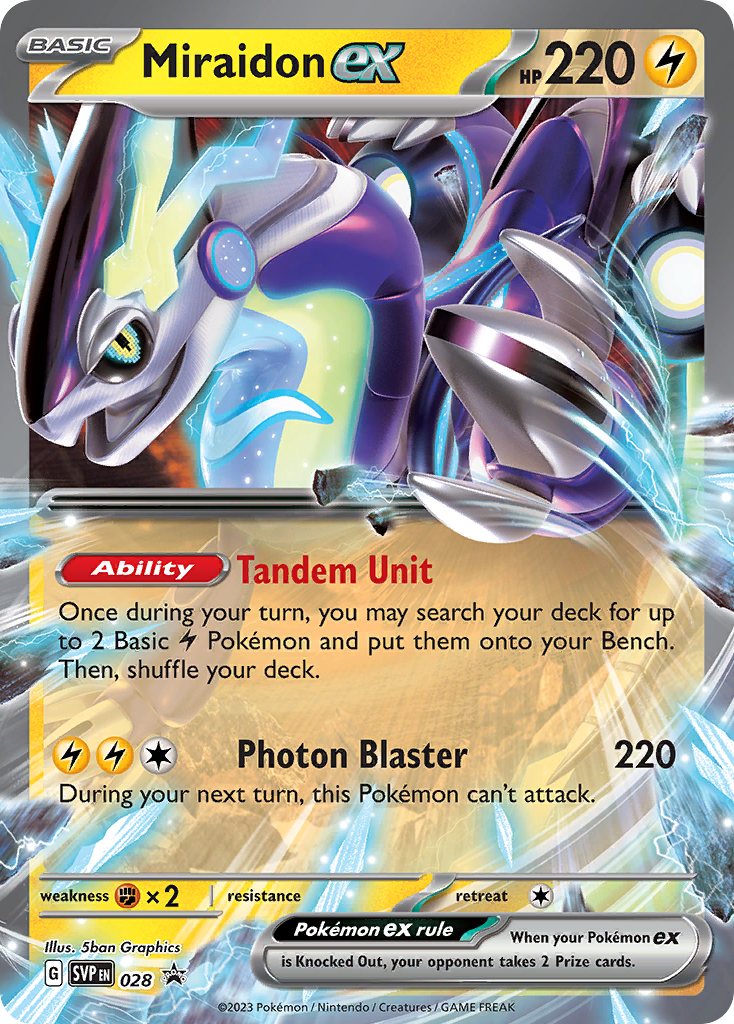 BASIC Miraidon ex HP 220
Ability Tandem Unit
Once during your turn, you may search your deck for up
to 2 Basic Pokémon and put them onto your Bench.
Then, shuffle your deck.
Photon Blaster 220
During your next turn, this Pokémon can't attack.
weakness ×2 resistance retreat
Pokémon ex rule When your Pokémon ex
is Knocked Out, your opponent takes 2 Prize cards.
Illus. 5ban Graphics
G SVP EN 028 PROMO
©2023 Pokémon / Nintendo / Creatures / GAME FREAK